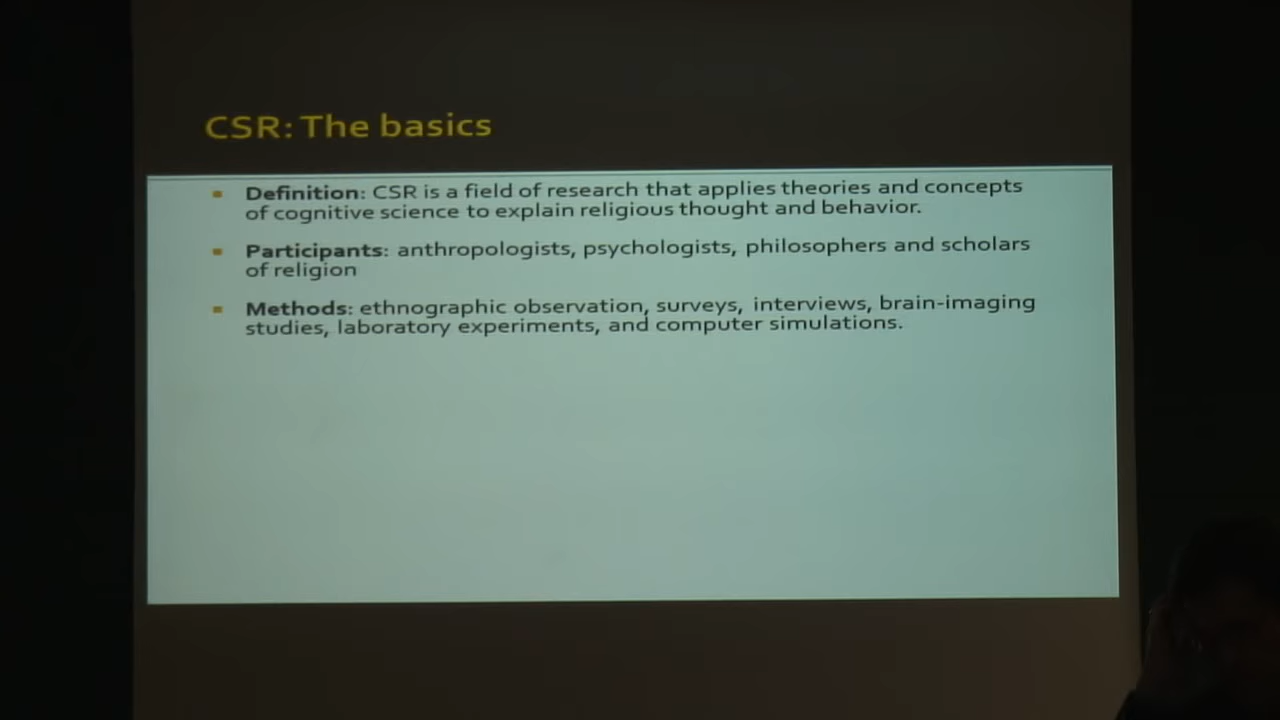 CSR: The basics
Definition: CSR is a field of research that applies theories and concepts
of cognitive science to explain religious thought and behavior.
Participants: anthropologists, psychologists, philosophers and scholars
of religion
Methods: ethnographic observation, surveys, interviews, brain-imaging
studies, laboratory experiments, and computer simulations.